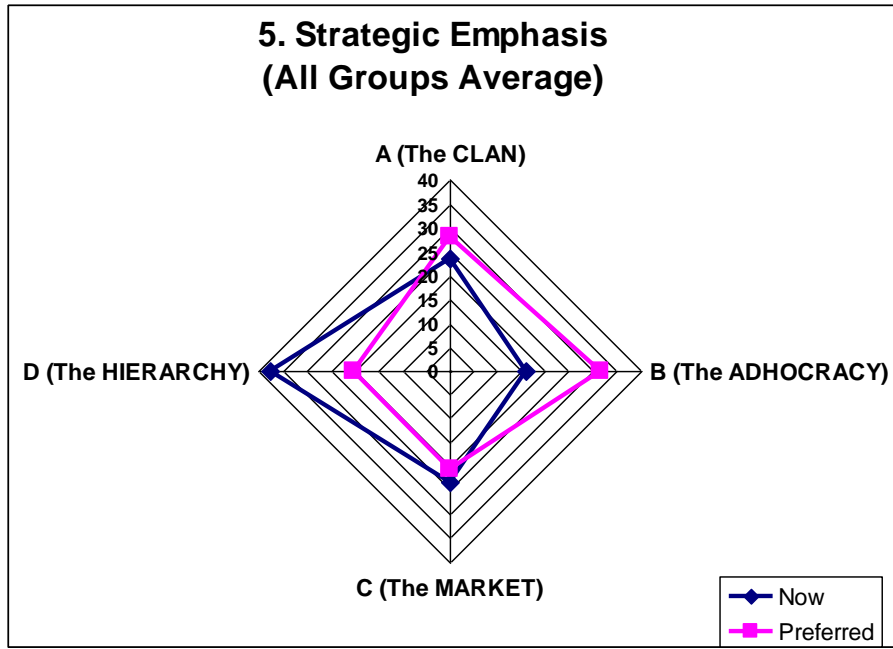 5. Strategic Emphasis
(All Groups Average)
A (The CLAN)
40
35
30
25
20
15
10
5
0
D (The HIERARCHY)
B (The ADHOCRACY)
C (The MARKET)
Now
Preferred